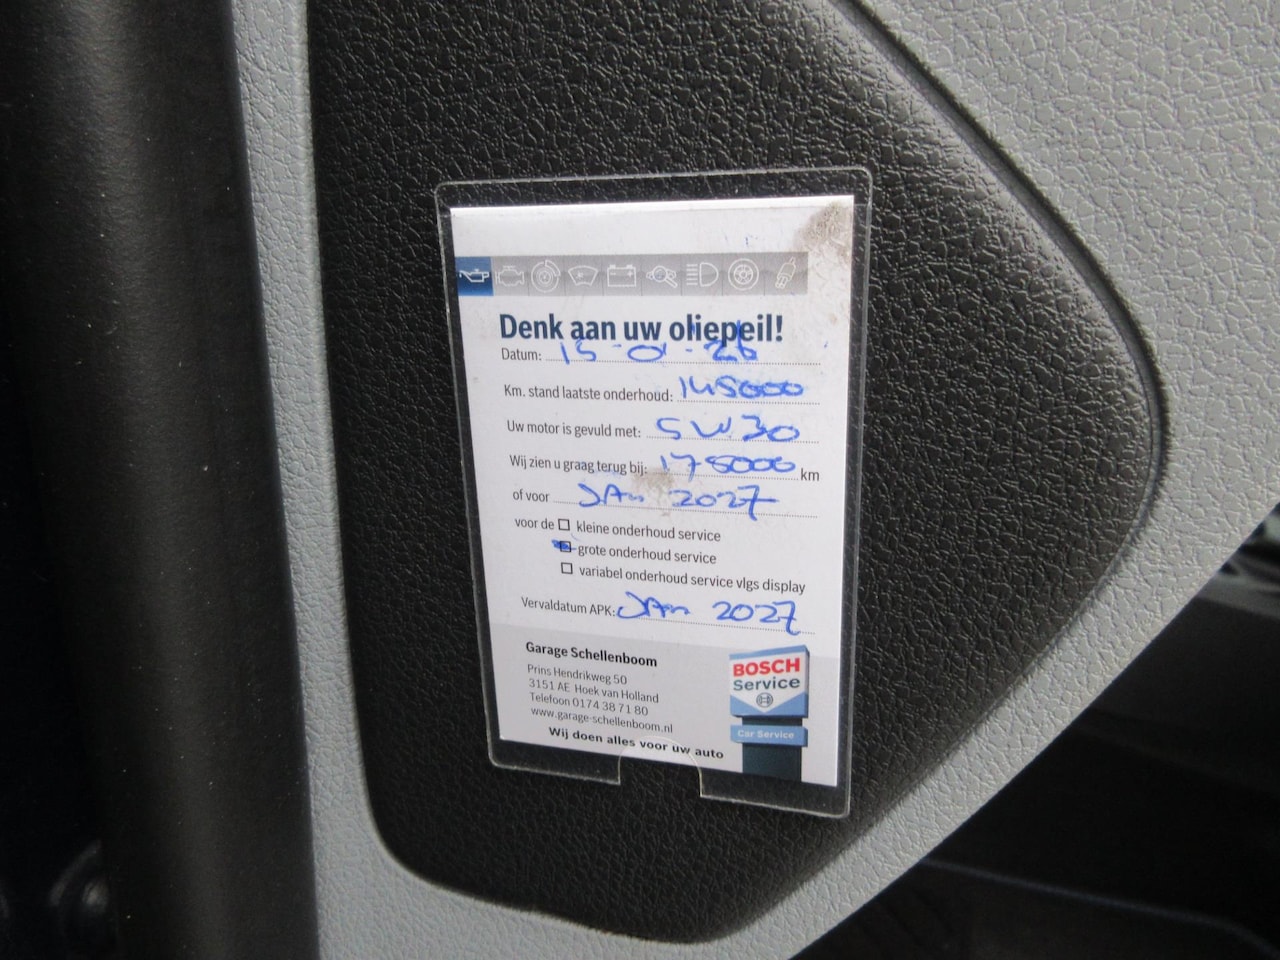 Denk aan uw oliepeil!
Datum: 15-01-26
Km. stand laatste onderhoud: 145000
Uw motor is gevuld met: 5W30
Wij zien u graag terug bij: 175000 km
of voor JAN 2027
voor de kleine onderhoud service
grote onderhoud service
variabel onderhoud service vlgs display
Vervaldatum APK: JAN 2027
Garage Schellenboom
Prins Hendrikweg 50
3151 AE Hoek van Holland
Telefoon 0174 38 71 80
www.garage-schellenboom.nl
Wij doen alles voor uw auto
BOSCH
Service
Car Service